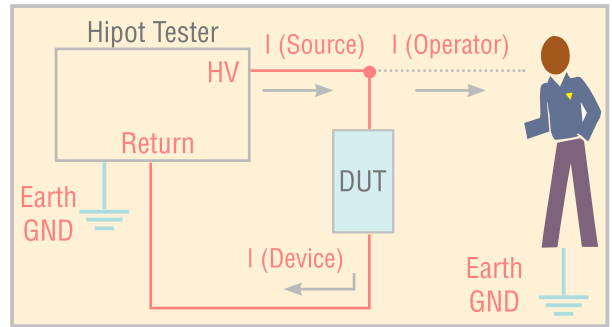 Hipot Tester
I (Source)
I (Operator)
HV
Return
Earth
GND
DUT
I (Device)
Earth
GND